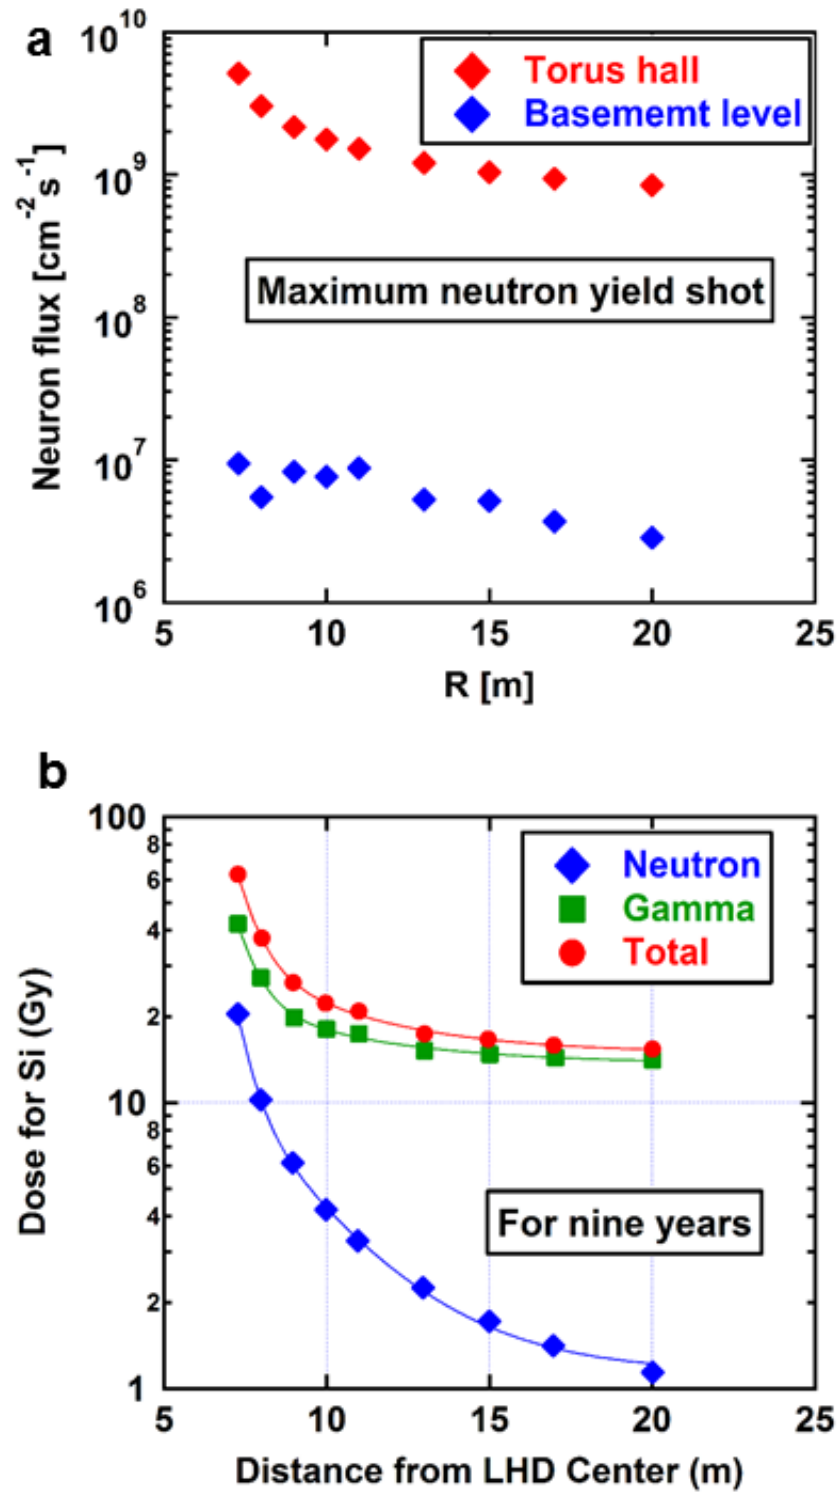 a
10^10
10^9
10^8
10^7
10^6
Neuron flux [cm^-2 s^-1]
Torus hall
Basememt level
Maximum neutron yield shot
5 10 15 20 25
R [m]
b
100
8
6
4
2
10
8
6
4
2
1
Dose for Si (Gy)
Neutron
Gamma
Total
For nine years
5 10 15 20 25
Distance from LHD Center (m)